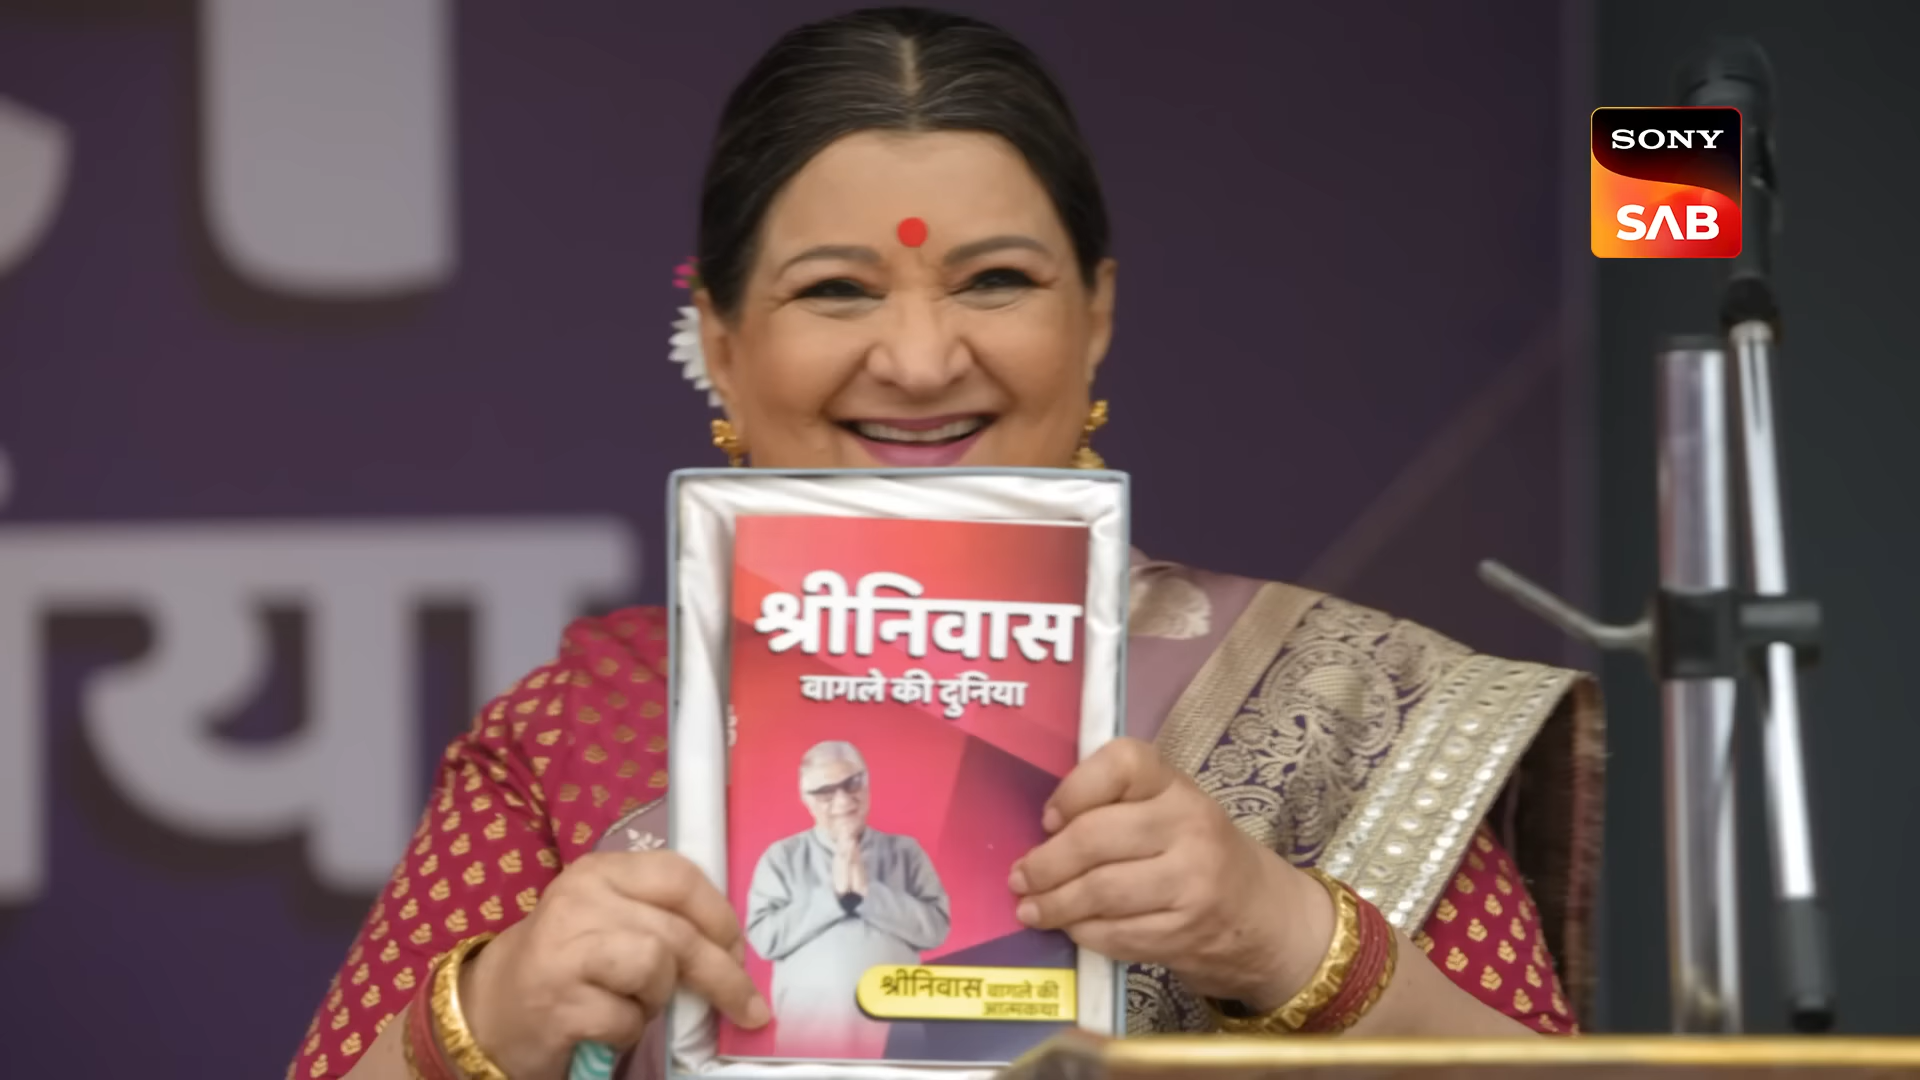 SONY
SAB
श्रीनिवास
वागले की दुनिया
श्रीनिवास वागले की
आत्मकथा